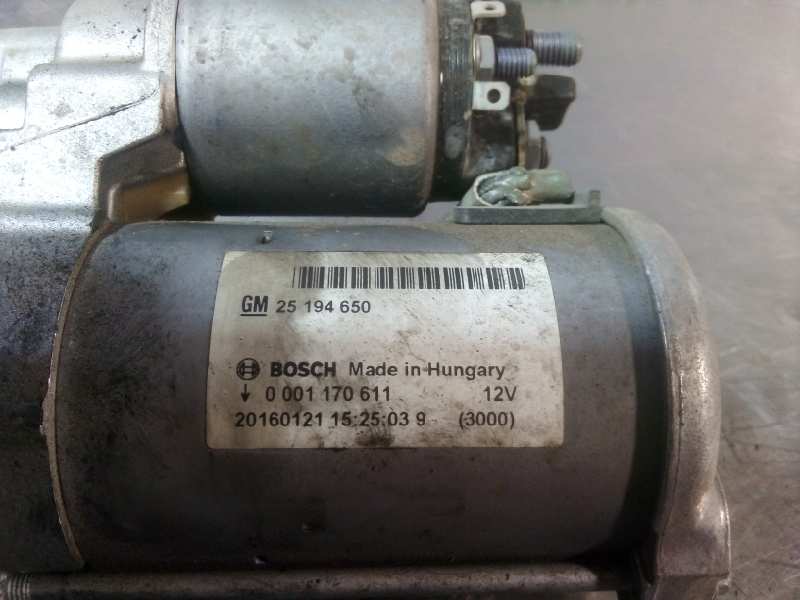 GM 25 194 650
BOSCH Made in Hungary
0 001 170 611 12V
20160121 15:25:03 9 (3000)